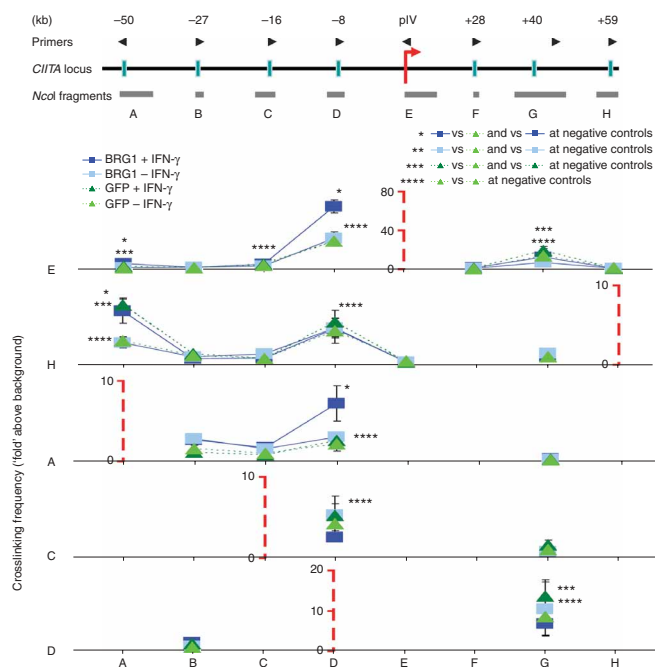 (kb) −50 −27 −16 −8 pIV +28 +40 +59
Primers
CIITA locus
NcoI fragments
A B C D E F G H
* vs and vs at negative controls
** vs and vs at negative controls
*** vs and vs at negative controls
**** vs at negative controls
BRG1 + IFN-γ
BRG1 − IFN-γ
GFP + IFN-γ
GFP − IFN-γ
Crosslinking frequency ('fold' above background)
80
40
0
*
***
****
*
****
***
****
E
10
0
*
***
****
****
H
10
0
*
****
A
10
0
****
C
20
10
0
***
****
D
A B C D E F G H